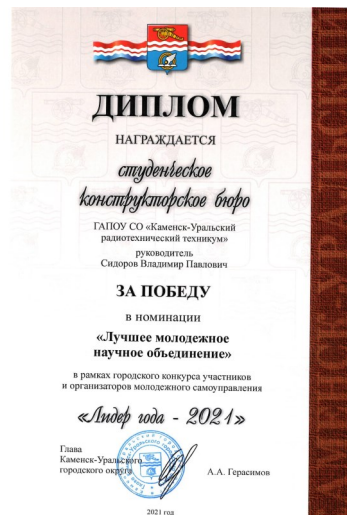 ДИПЛОМ
НАГРАЖДАЕТСЯ
студенческое
конструкторское бюро
ГАПОУ СО «Каменск-Уральский
радиотехнический техникум»
руководитель
Сидоров Владимир Павлович
ЗА ПОБЕДУ
в номинации
«Лучшее молодежное
научное объединение»
в рамках городского конкурса участников
и организаторов молодежного самоуправления
«Лидер года - 2021»
Глава
Каменск-Уральского
городского округа
А.А. Герасимов
2021 год